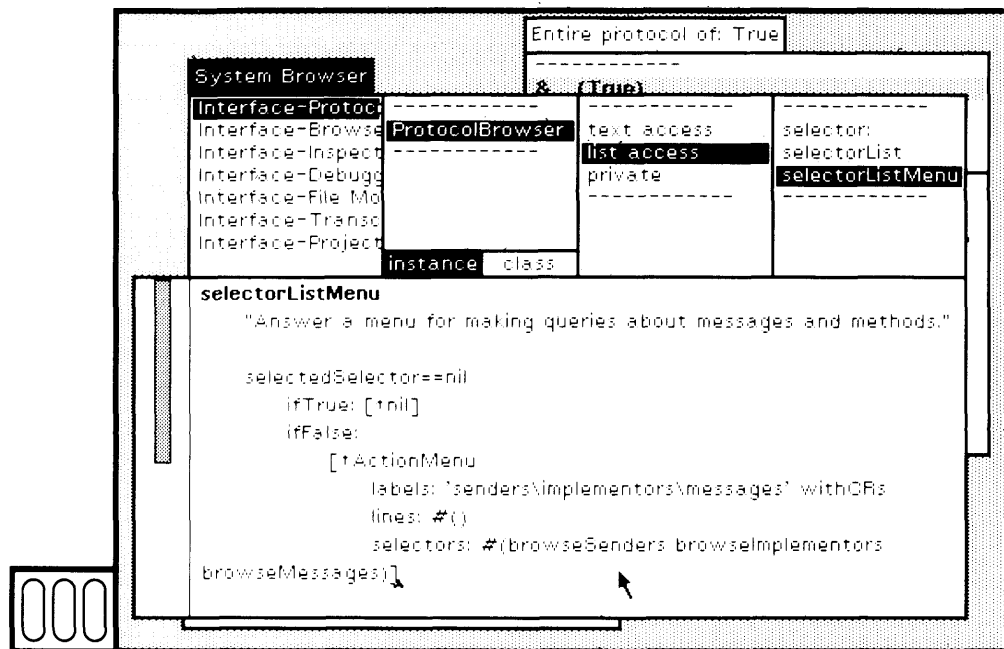 Entire protocol of: True
------------
& (True)
System Browser
Interface-Protoc
Interface-Browse
Interface-Inspect
Interface-Debugg
Interface-File Mo
Interface-Transc
Interface-Project
------------
ProtocolBrowser
------------
instance class
------------
text access
list access
private
------------
------------
selector:
selectorList
selectorListMenu
------------
selectorListMenu
"Answer a menu for making queries about messages and methods."
selectedSelector==nil
ifTrue: [↑nil]
ifFalse:
[↑ActionMenu
labels: 'senders\implementors\messages' withCRs
lines: #()
selectors: #(browseSenders browseImplementors
browseMessages)]